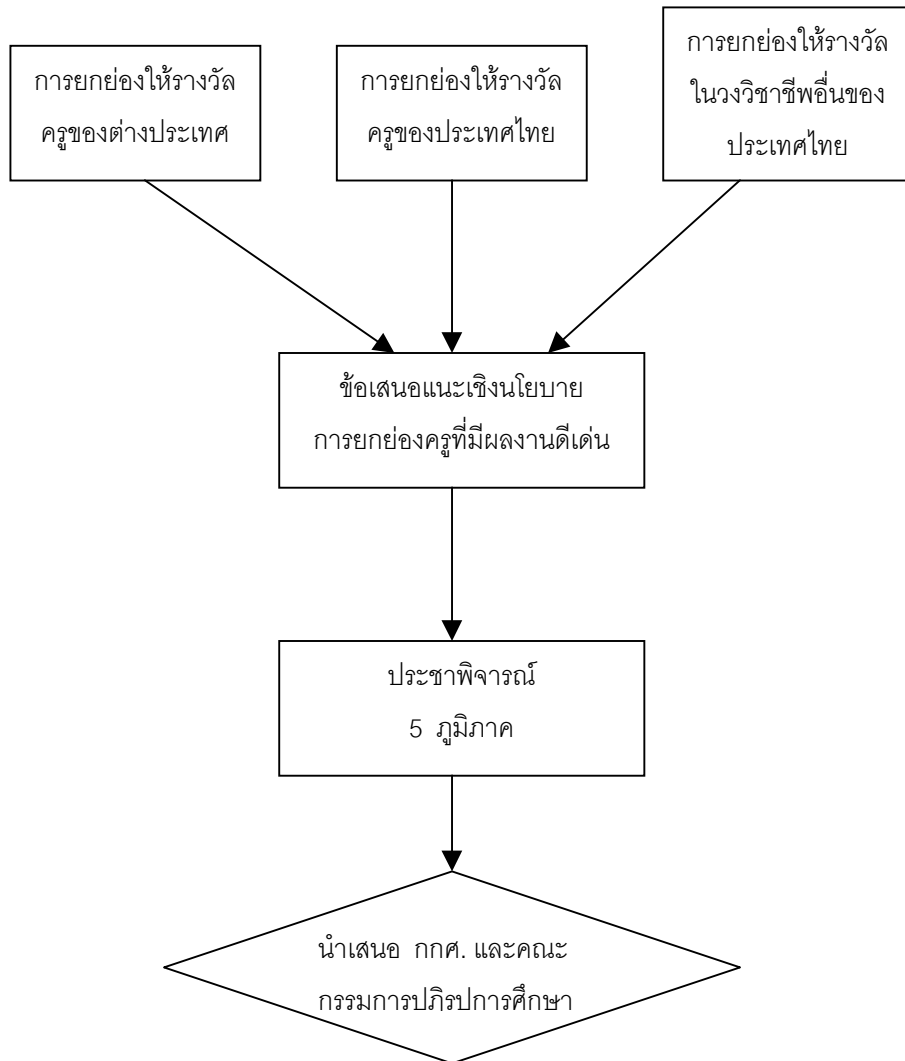 การยกย่องให้รางวัล
ครูของต่างประเทศ
การยกย่องให้รางวัล
ครูของประเทศไทย
การยกย่องให้รางวัล
ในวงวิชาชีพอื่นของ
ประเทศไทย
ข้อเสนอแนะเชิงนโยบาย
การยกย่องครูที่มีผลงานดีเด่น
ประชาพิจารณ์
5 ภูมิภาค
นำเสนอ กกศ. และคณะ
กรรมการปฏิรูปการศึกษา